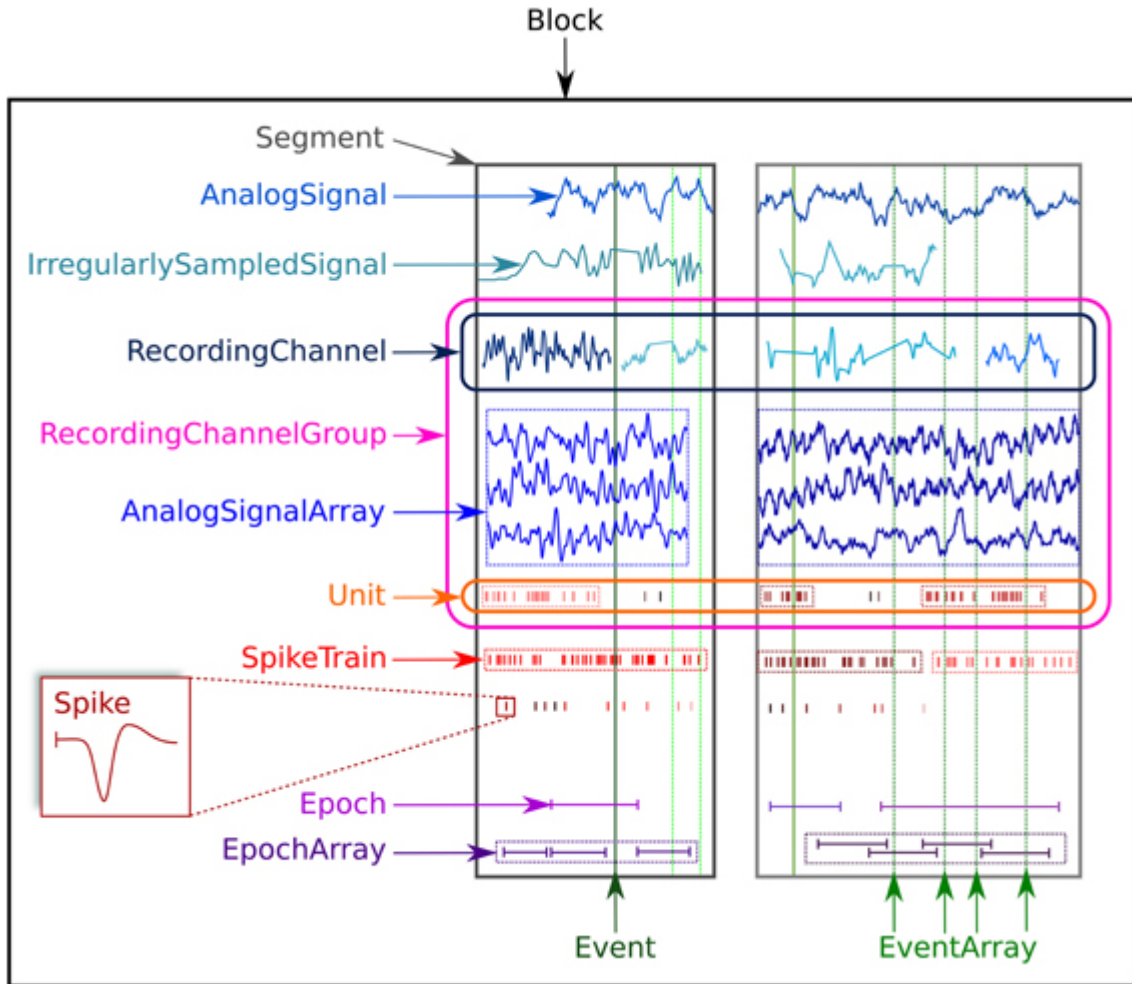 Block
Segment
AnalogSignal
IrregularlySampledSignal
RecordingChannel
RecordingChannelGroup
AnalogSignalArray
Unit
SpikeTrain
Spike
Epoch
EpochArray
Event
EventArray